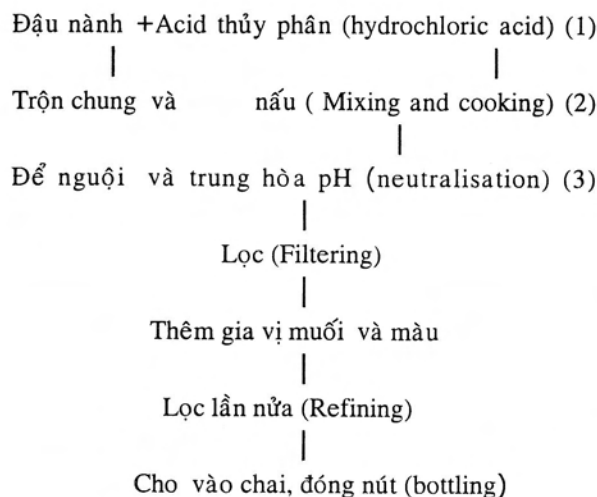 Đậu nành +Acid thủy phân (hydrochloric acid) (1)
Trộn chung và nấu ( Mixing and cooking) (2)
Để nguội và trung hòa pH (neutralisation) (3)
Lọc (Filtering)
Thêm gia vị muối và màu
Lọc lần nửa (Refining)
Cho vào chai, đóng nút (bottling)